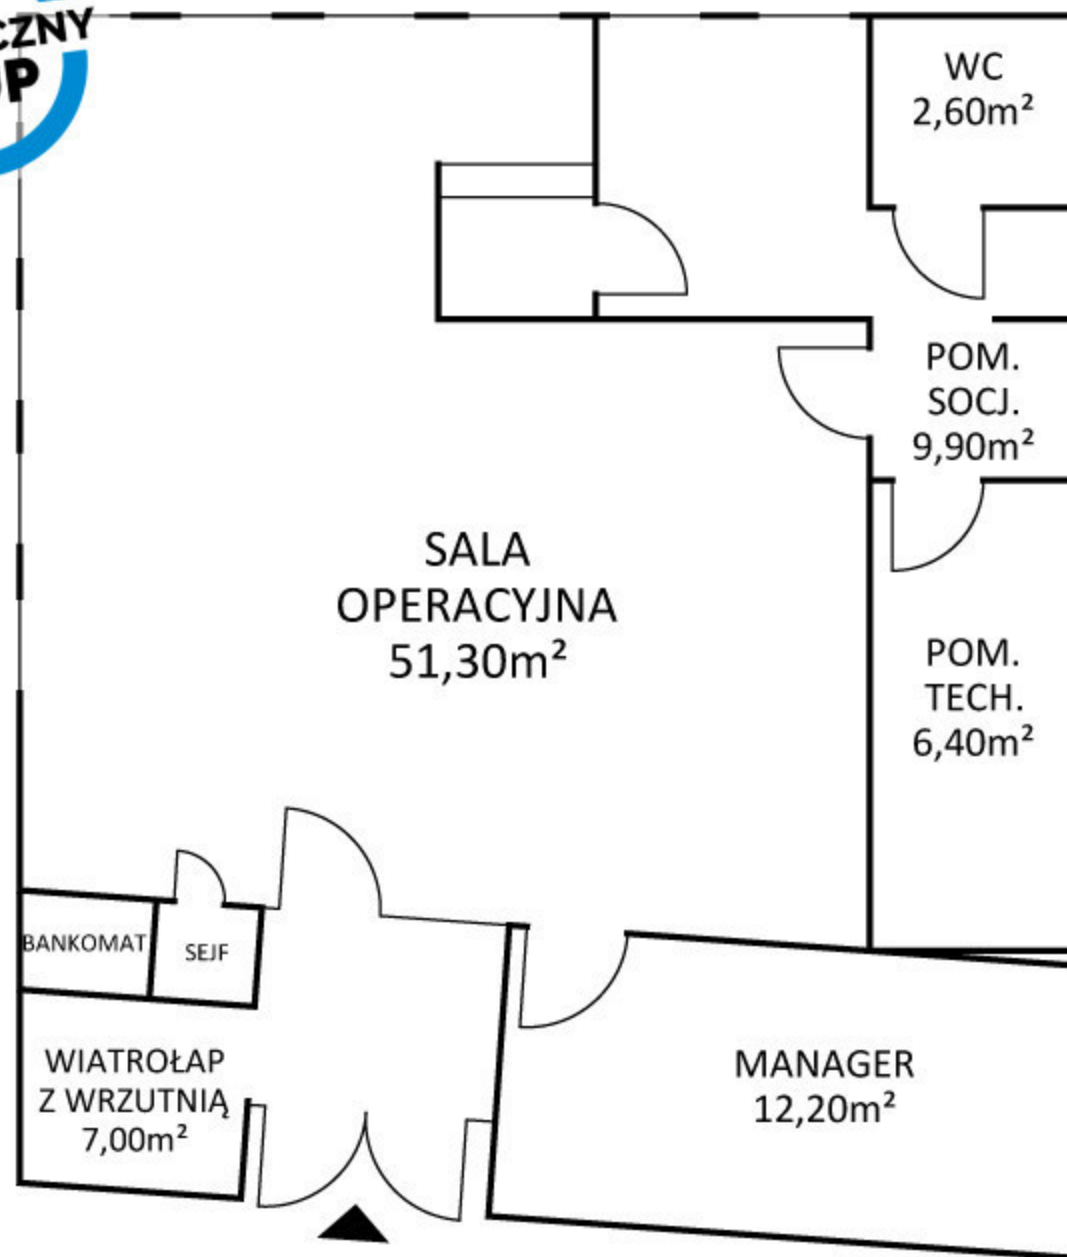 CZNY
UP
WC
2,60m²
POM.
SOCJ.
9,90m²
SALA
OPERACYJNA
51,30m²
POM.
TECH.
6,40m²
BANKOMAT
SEJF
WIATROŁAP
Z WRZUTNIĄ
7,00m²
MANAGER
12,20m²